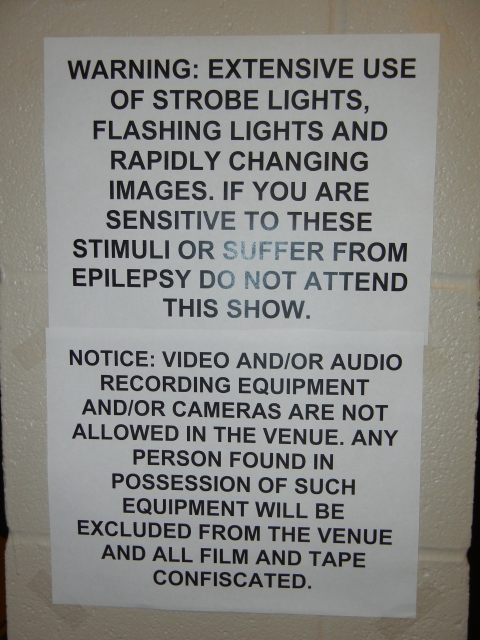 WARNING: EXTENSIVE USE
OF STROBE LIGHTS,
FLASHING LIGHTS AND
RAPIDLY CHANGING
IMAGES. IF YOU ARE
SENSITIVE TO THESE
STIMULI OR SUFFER FROM
EPILEPSY DO NOT ATTEND
THIS SHOW.
NOTICE: VIDEO AND/OR AUDIO
RECORDING EQUIPMENT
AND/OR CAMERAS ARE NOT
ALLOWED IN THE VENUE. ANY
PERSON FOUND IN
POSSESSION OF SUCH
EQUIPMENT WILL BE
EXCLUDED FROM THE VENUE
AND ALL FILM AND TAPE
CONFISCATED.